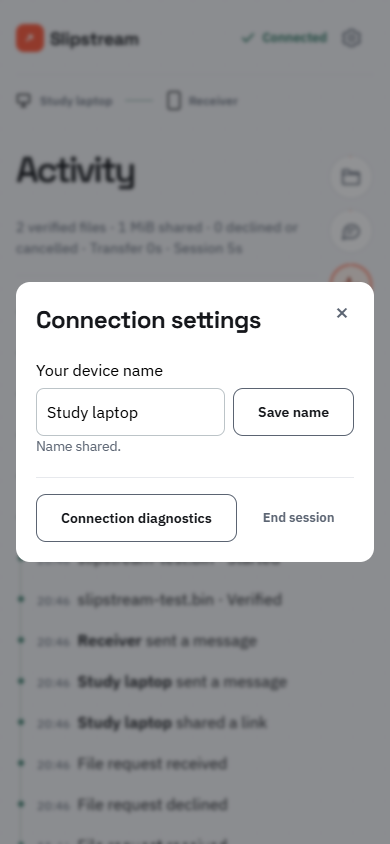 Slipstream
Connected
Study laptop
Receiver
Activity
2 verified files · 1 MiB shared · 0 declined or
cancelled · Transfer 0s · Session 5s
Connection settings
×
Your device name
Study laptop
Save name
Name shared.
Connection diagnostics
End session
20:46 slipstream-test.bin · Verified
20:46 Receiver sent a message
20:46 Study laptop sent a message
20:46 Study laptop shared a link
20:46 File request received
20:46 File request declined